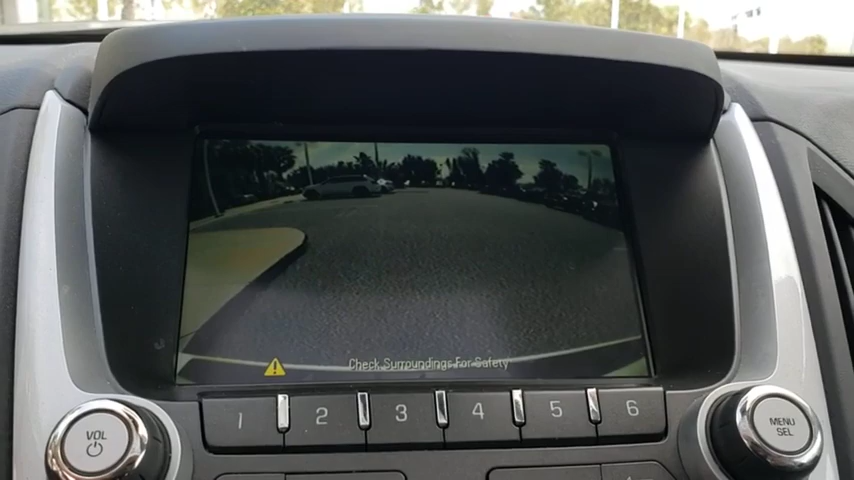 Check Surroundings For Safety
1 2 3 4 5 6
VOL
MENU
SEL